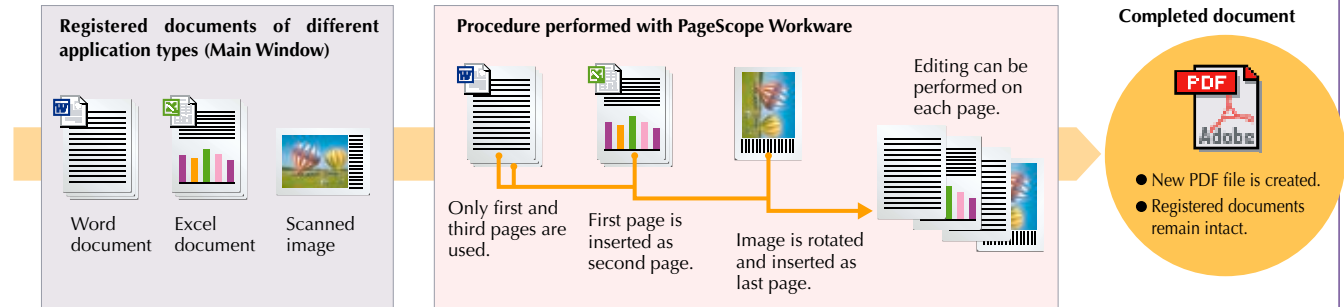 Registered documents of different
application types (Main Window)
W
X
Word
document
Excel
document
Scanned
image
Procedure performed with PageScope Workware
W
X
Only first and
third pages are
used.
First page is
inserted as
second page.
Image is rotated
and inserted as
last page.
Editing can be
performed on
each page.
Completed document
PDF
Adobe
● New PDF file is created.
● Registered documents
remain intact.